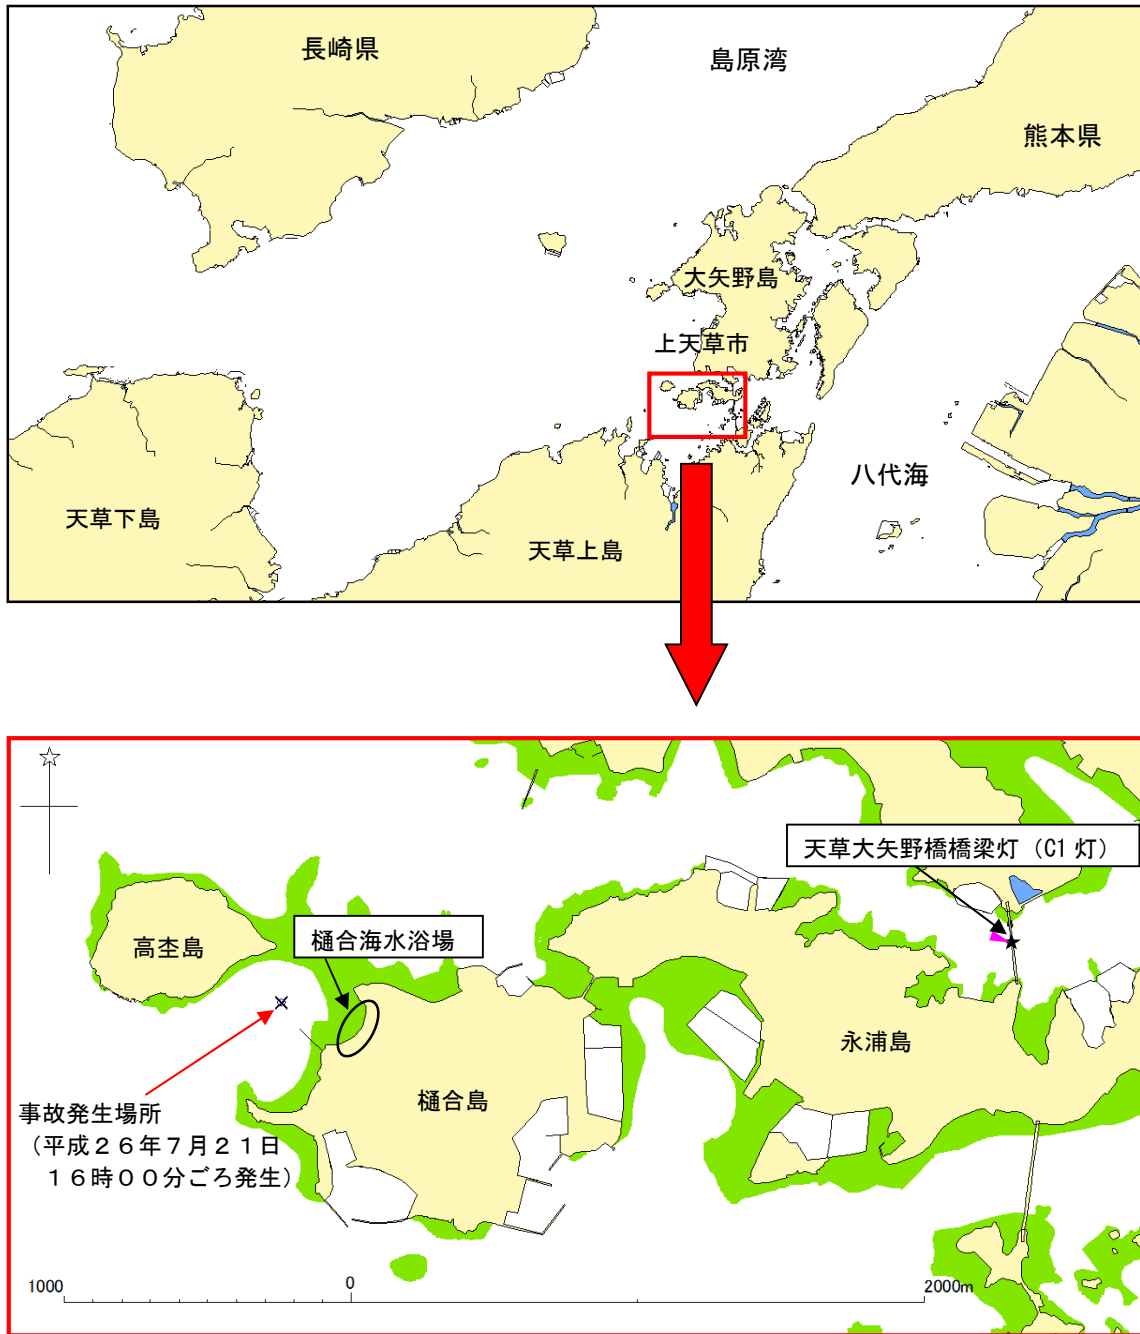 長崎県
島原湾
熊本県
大矢野島
上天草市
八代海
天草下島
天草上島
天草大矢野橋橋梁灯（C1 灯）
樋合海水浴場
高杢島
永浦島
樋合島
事故発生場所
（平成２６年７月２１日
１６時００分ごろ発生）
1000 0 2000m